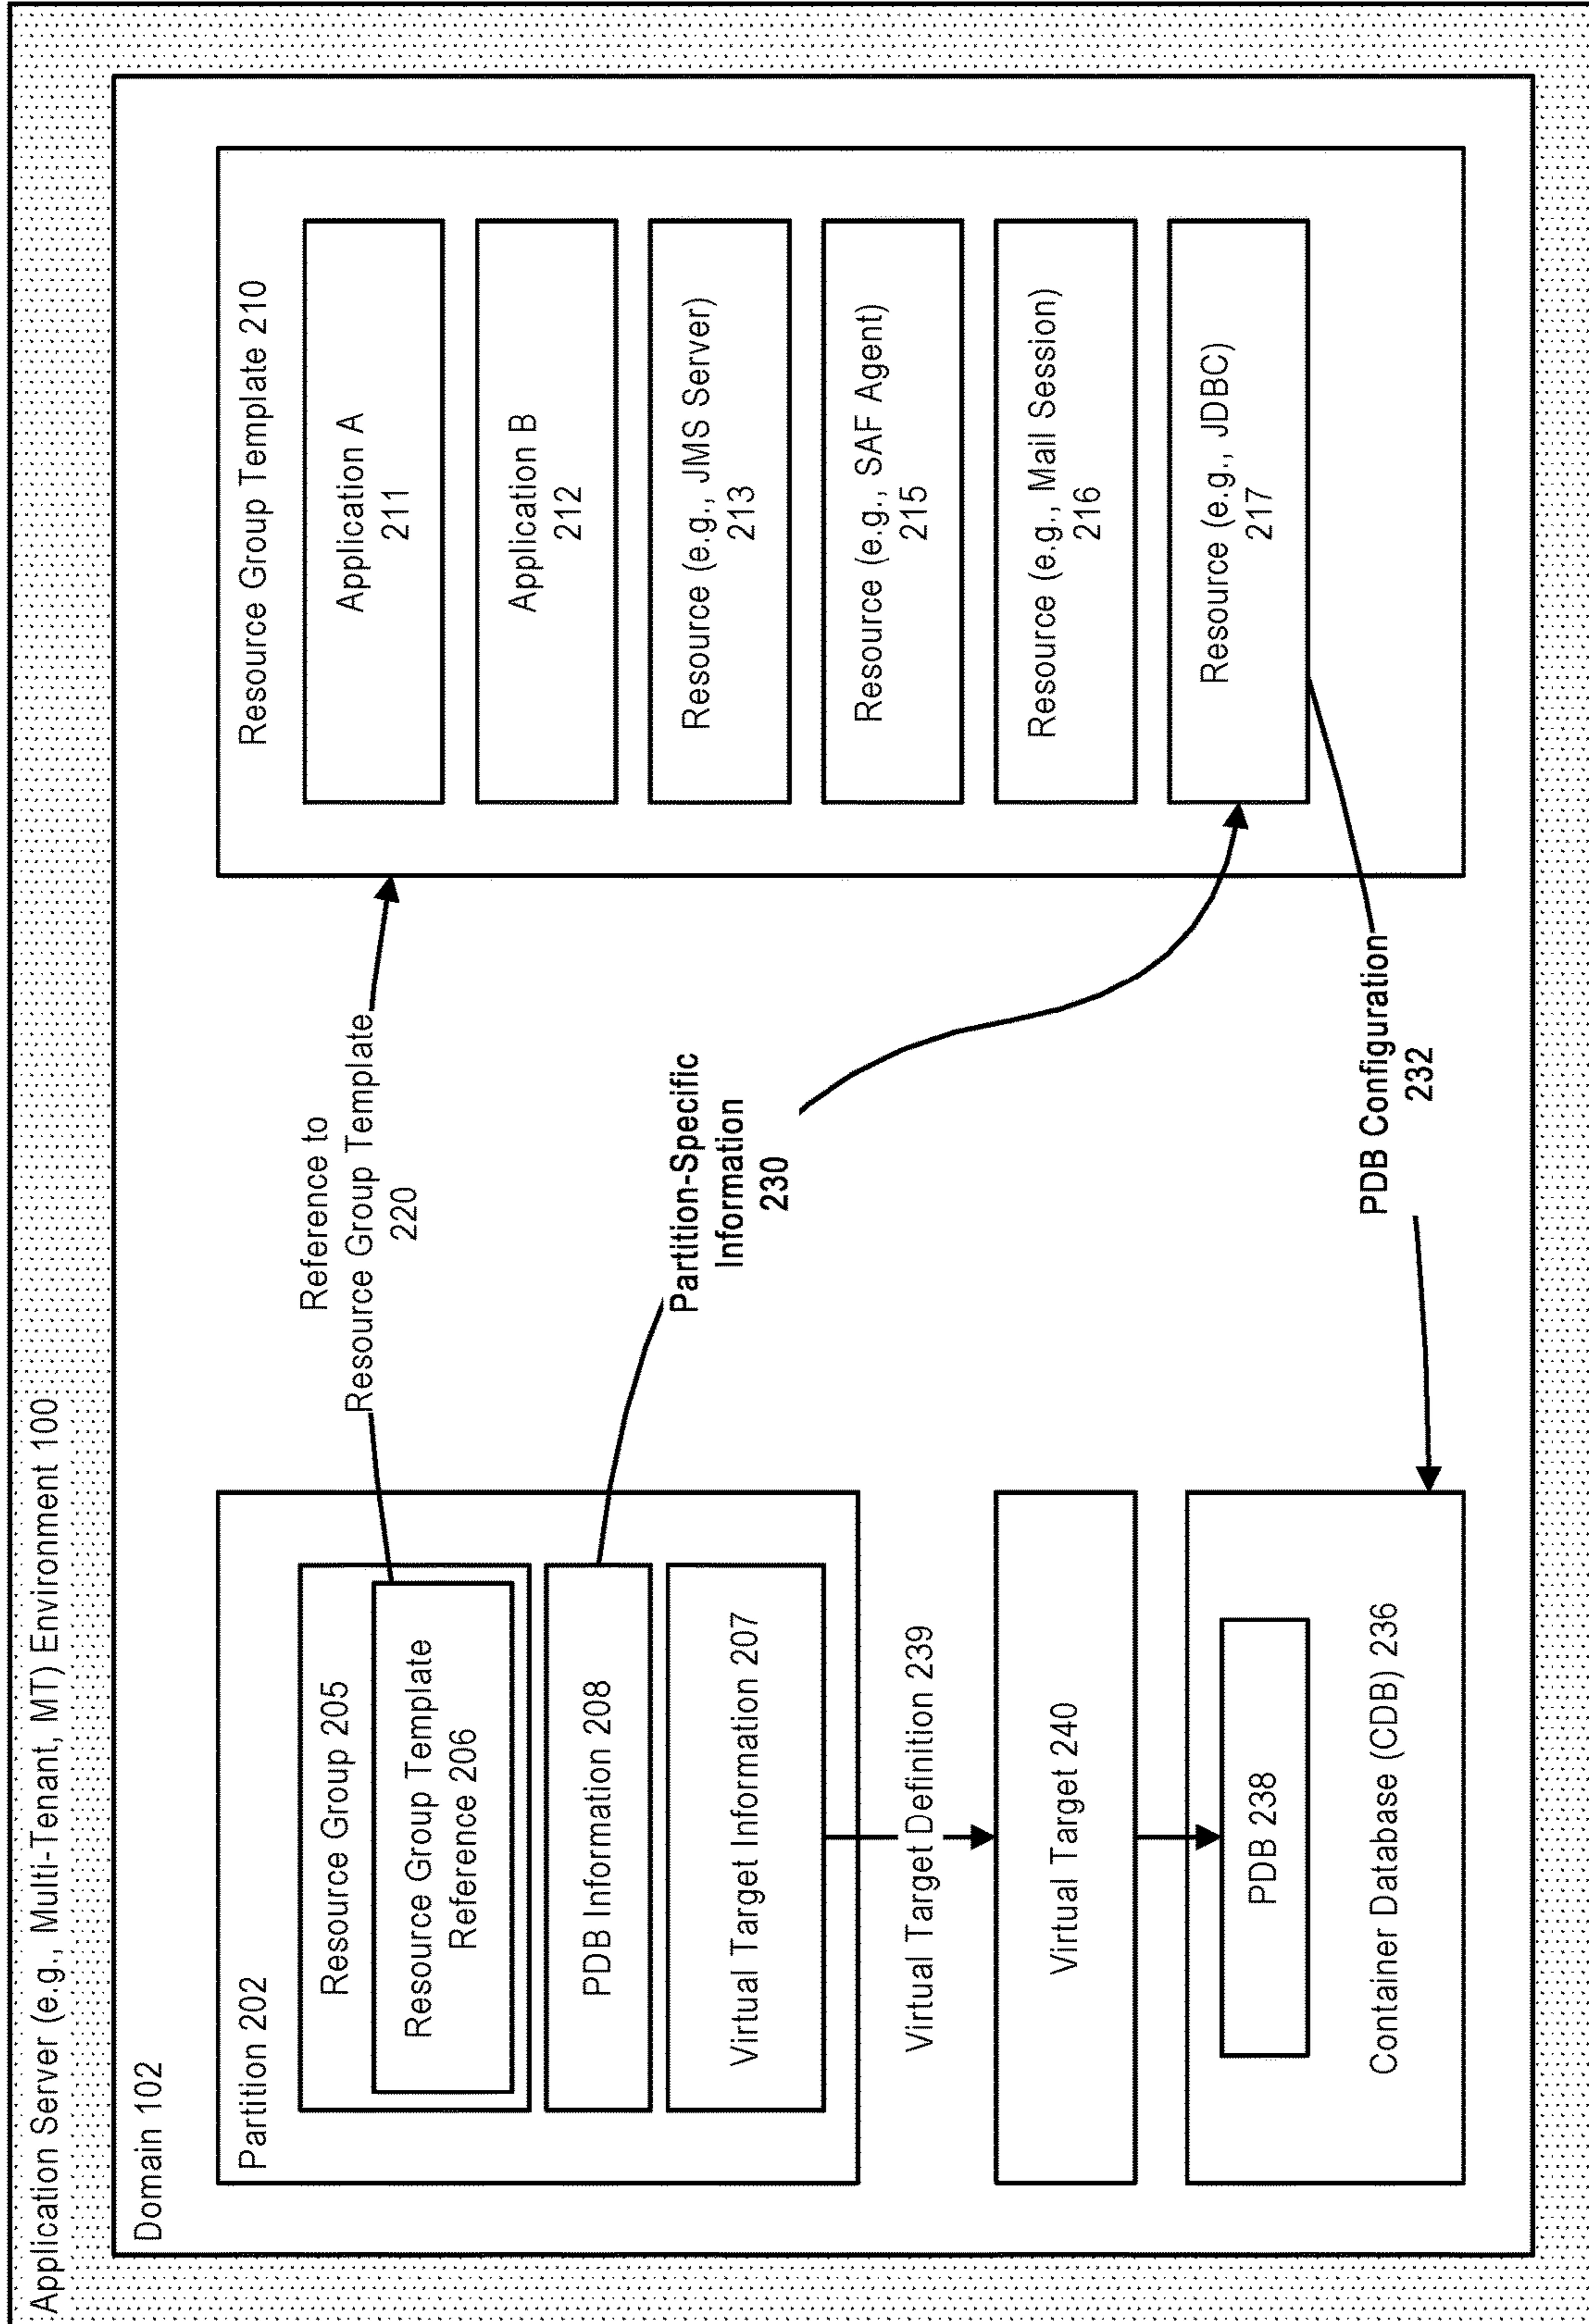 Application Server (e.g., Multi-Tenant, MT) Environment 100
Domain 102
Partition 202
Resource Group 205
Resource Group Template
Reference 206
PDB Information 208
Virtual Target Information 207
Virtual Target Definition 239
Virtual Target 240
PDB 238
Container Database (CDB) 236
Reference to
Resource Group Template
220
Partition-Specific
Information
230
PDB Configuration
232
Resource Group Template 210
Application A
211
Application B
212
Resource (e.g., JMS Server)
213
Resource (e.g., SAF Agent)
215
Resource (e.g., Mail Session)
216
Resource (e.g., JDBC)
217